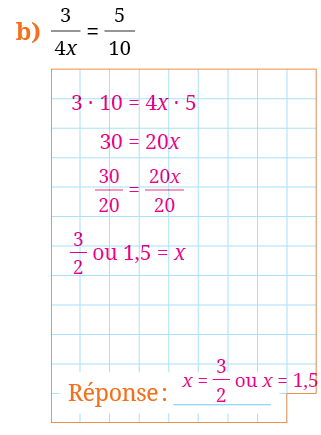 b) 3/4x = 5/10
3 · 10 = 4x · 5
30 = 20x
30/20 = 20x/20
3/2 ou 1,5 = x
Réponse : x = 3/2 ou x = 1,5